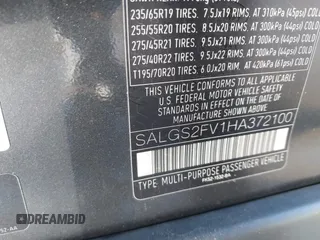 235/65R19 TIRES. 7.5Jx19 RIMS. AT 310kPa (45psi) COLD
255/55R20 TIRES. 8.5Jx20 RIMS. AT 300kPa (44psi) COLD
275/45R21 TIRES. 9.5Jx21 RIMS. AT 300kPa (44psi) COLD
275/40R22 TIRES. 9.5Jx22 RIMS. AT 300kPa (44psi) COLD
T195/70R20 TIRES. 6.0Jx20 RIMS. AT 420kPa (61psi) COLD
THIS VEHICLE CONFORMS TO ALL APPLICABLE
U.S. FEDERAL MOTOR VEHICLE SAFETY
AND THEFT PREVENTION STANDARDS
IN EFFECT ON THE DATE OF
MANUFACTURE SHOWN ABOVE.
SALGS2FV1HA372100
TYPE: MULTI-PURPOSE PASSENGER VEHICLE
DREAMBID